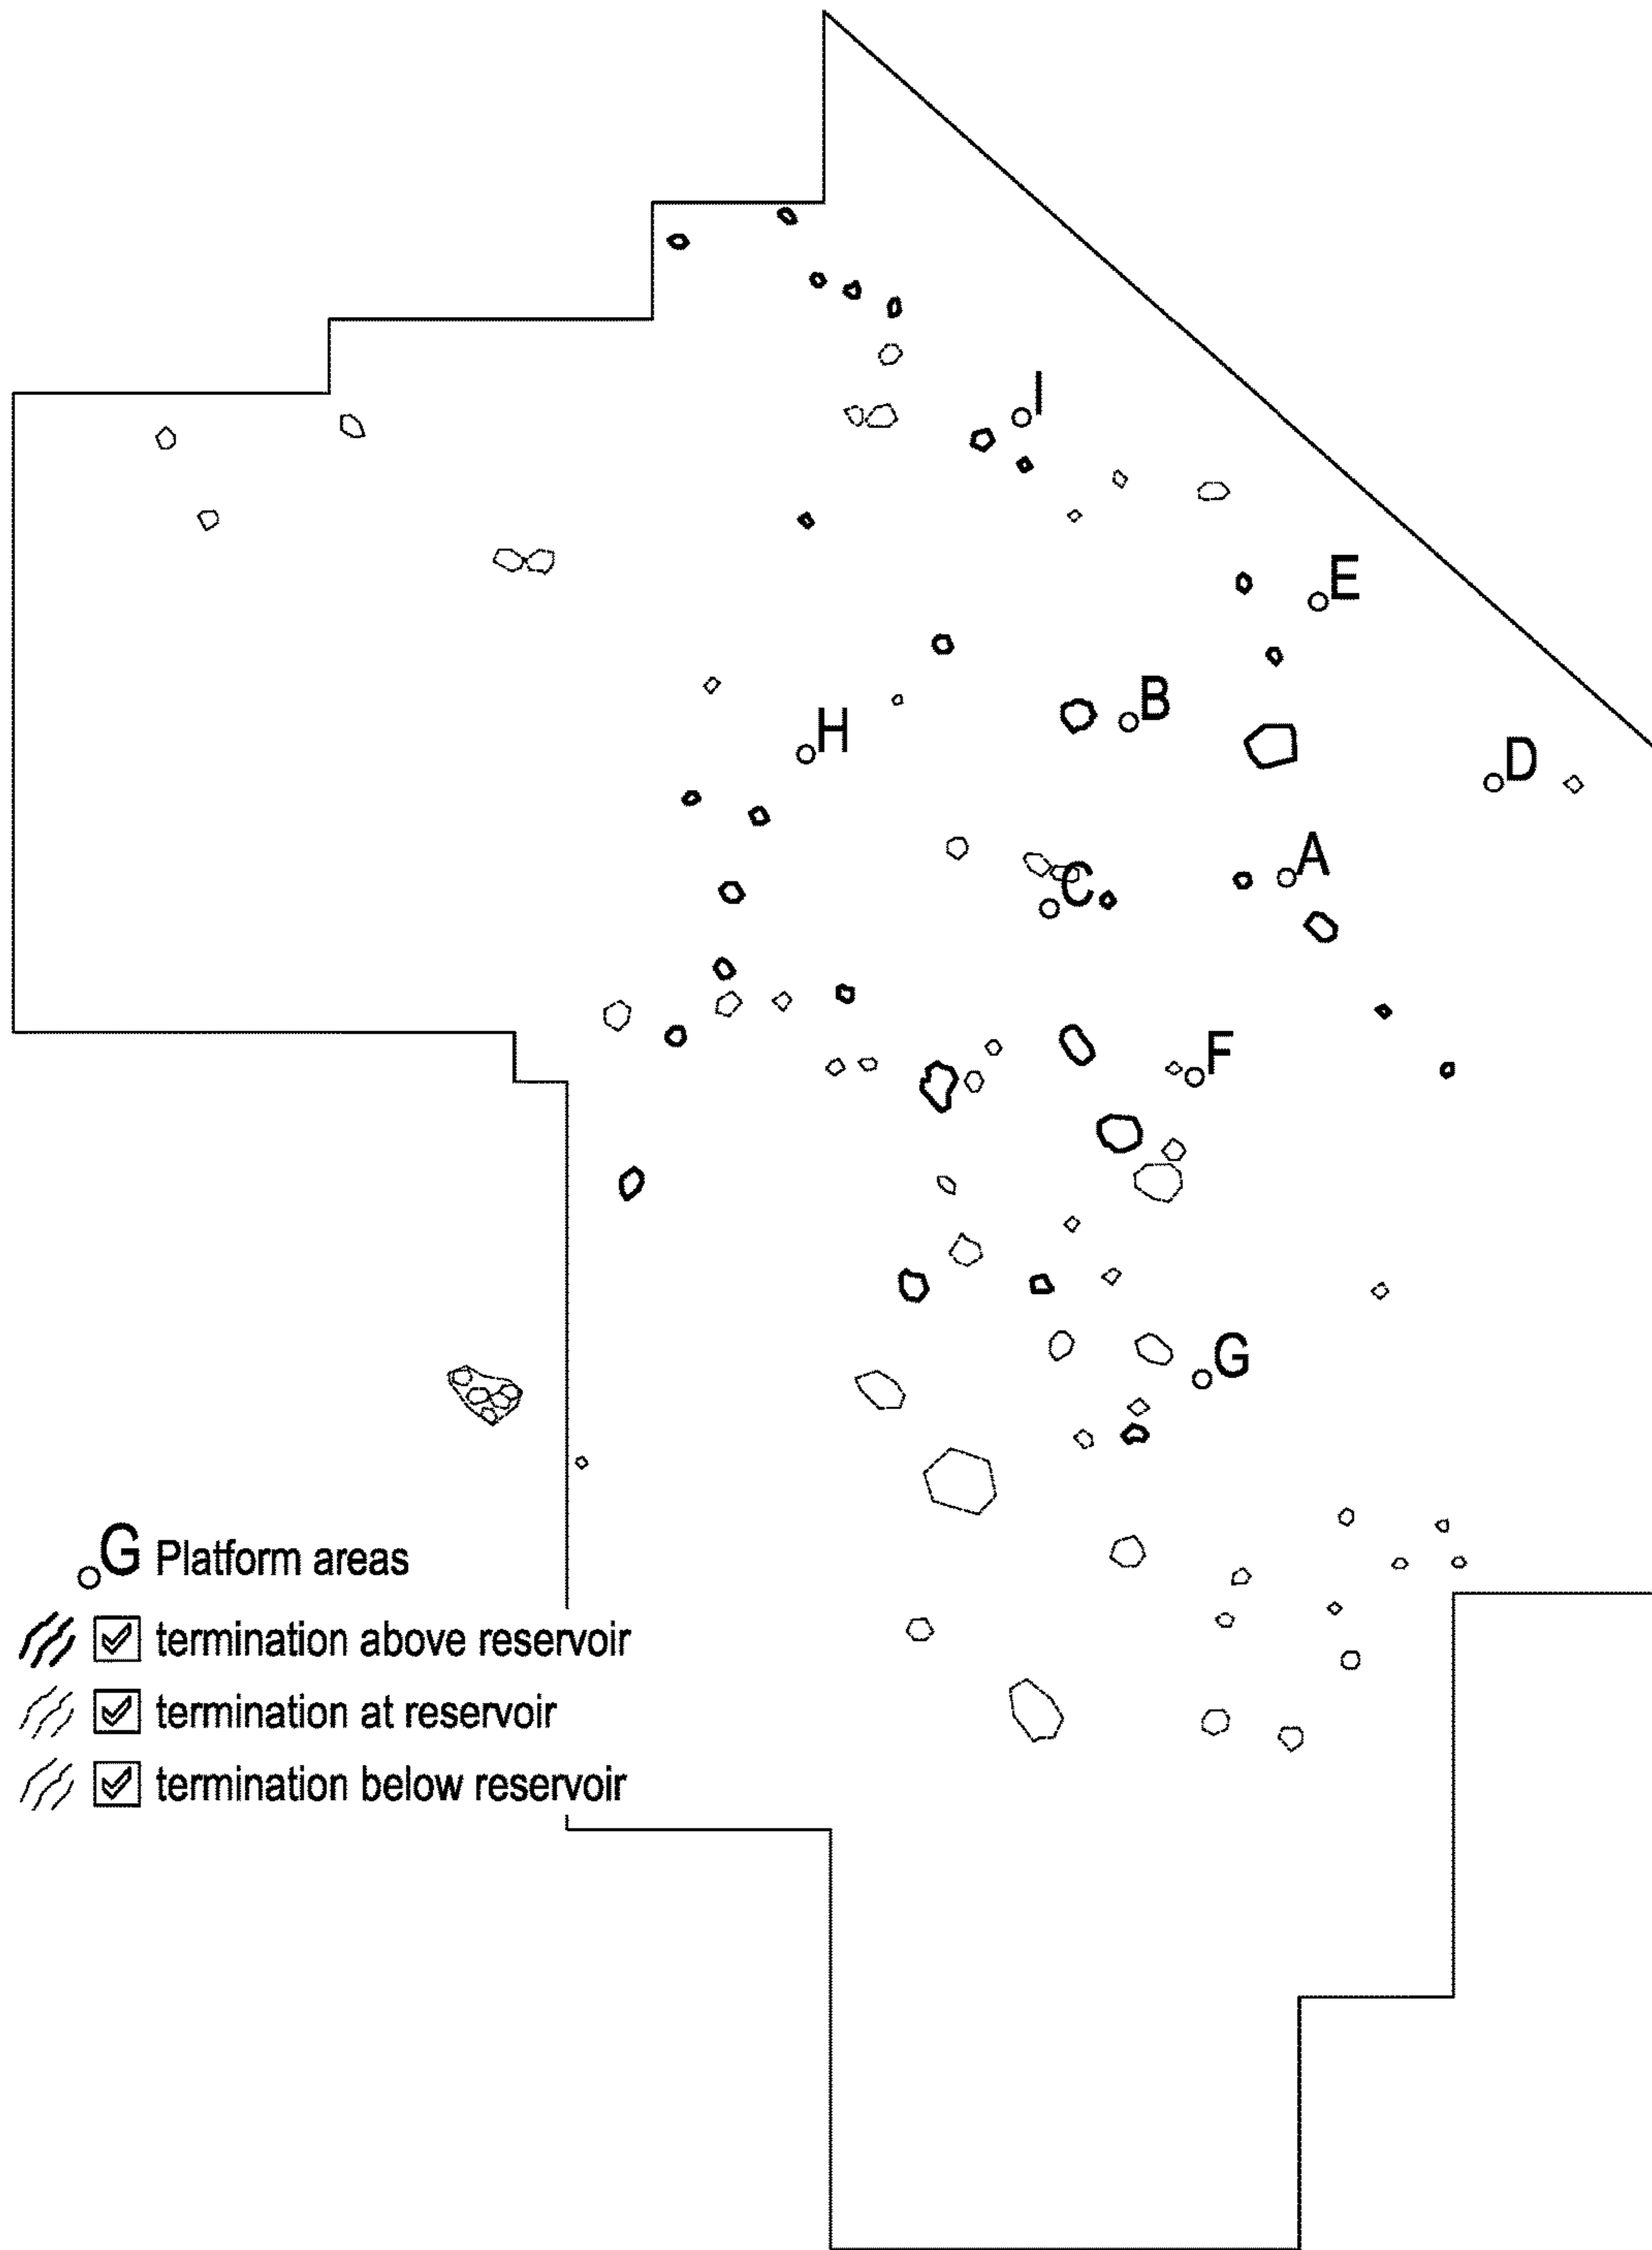 I
E
B
H
D
A
C
F
G
G Platform areas
termination above reservoir
termination at reservoir
termination below reservoir